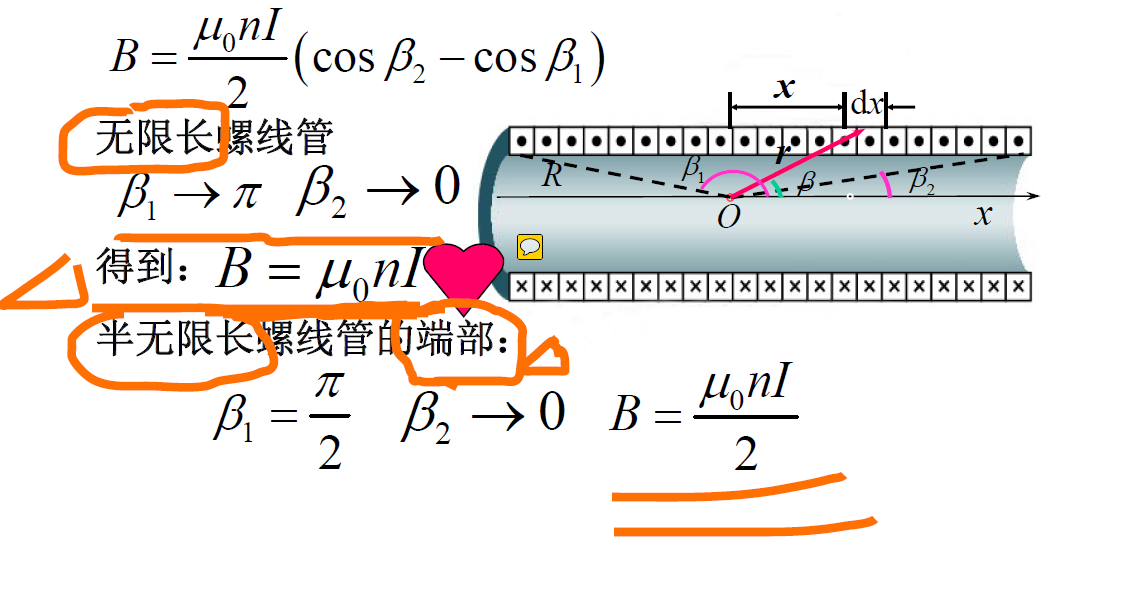 B = μ₀nI/2 (cos β₂ − cos β₁)
无限长螺线管
β₁ → π β₂ → 0
得到：B = μ₀nI
半无限长螺线管的端部：
β₁ = π/2 β₂ → 0 B = μ₀nI/2
x dx
r
R β₁ β β₂
O x